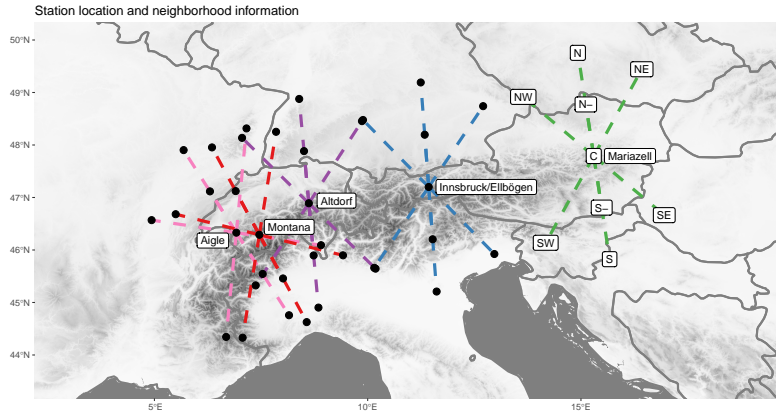 Station location and neighborhood information
50°N
N
NE
49°N
NW
N–
48°N
C
Mariazell
Innsbruck/Ellbögen
47°N
Altdorf
S–
SE
Montana
Aigle
SW
46°N
S
45°N
44°N
5°E
10°E
15°E